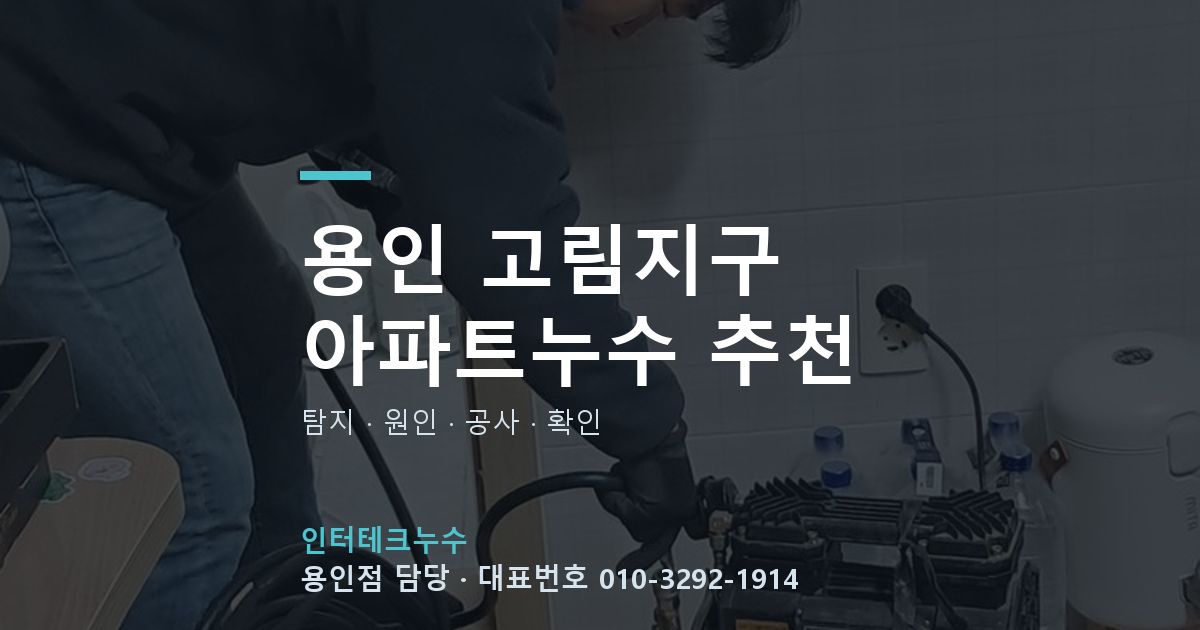 용인 고림지구
아파트누수 추천
탐지 · 원인 · 공사 · 확인
인터테크누수
용인점 담당 · 대표번호 010-3292-1914